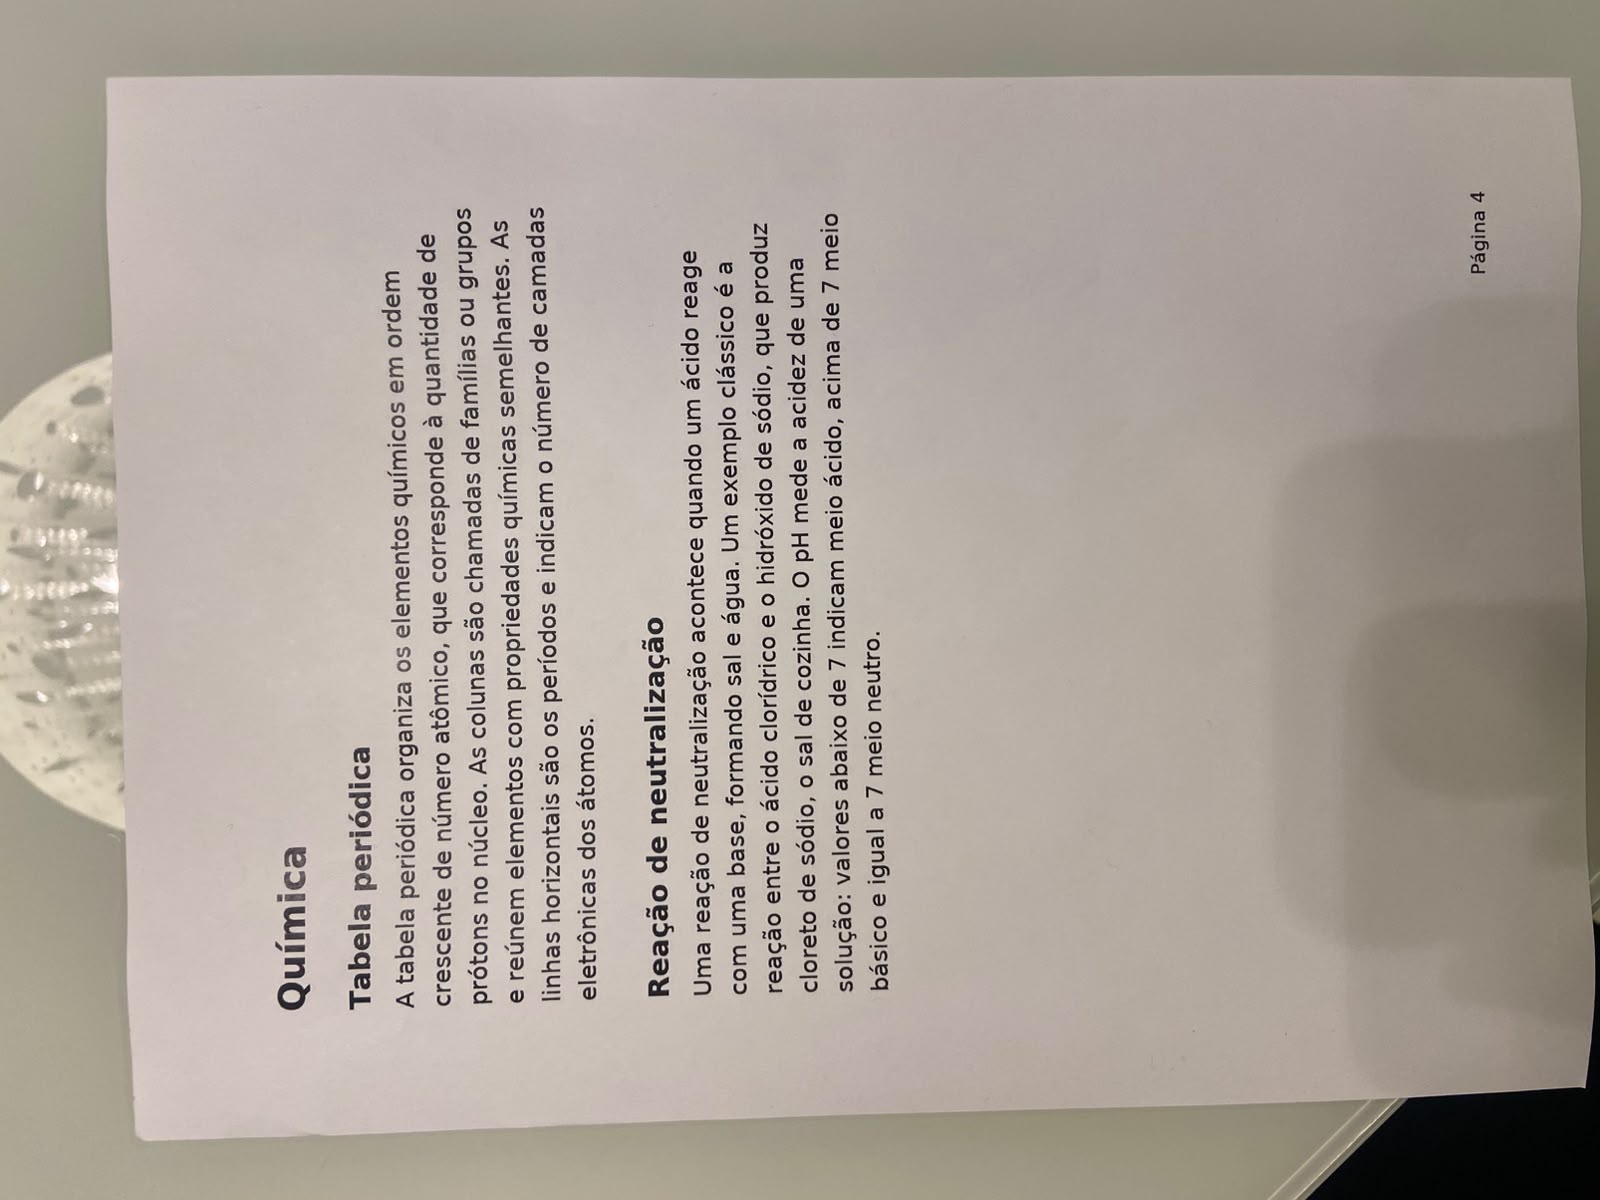 Química
Tabela periódica
A tabela periódica organiza os elementos químicos em ordem
crescente de número atômico, que corresponde à quantidade de
prótons no núcleo. As colunas são chamadas de famílias ou grupos
e reúnem elementos com propriedades químicas semelhantes. As
linhas horizontais são os períodos e indicam o número de camadas
eletrônicas dos átomos.
Reação de neutralização
Uma reação de neutralização acontece quando um ácido reage
com uma base, formando sal e água. Um exemplo clássico é a
reação entre o ácido clorídrico e o hidróxido de sódio, que produz
cloreto de sódio, o sal de cozinha. O pH mede a acidez de uma
solução: valores abaixo de 7 indicam meio ácido, acima de 7 meio
básico e igual a 7 meio neutro.
Página 4